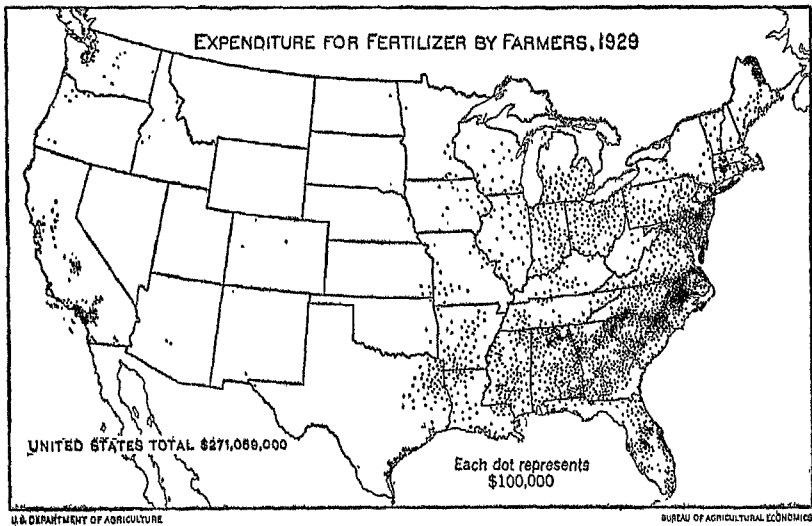 EXPENDITURE FOR FERTILIZER BY FARMERS, 1929
UNITED STATES TOTAL $271,069,000
Each dot represents
$100,000
U.S. DEPARTMENT OF AGRICULTURE
BUREAU OF AGRICULTURAL ECONOMICS